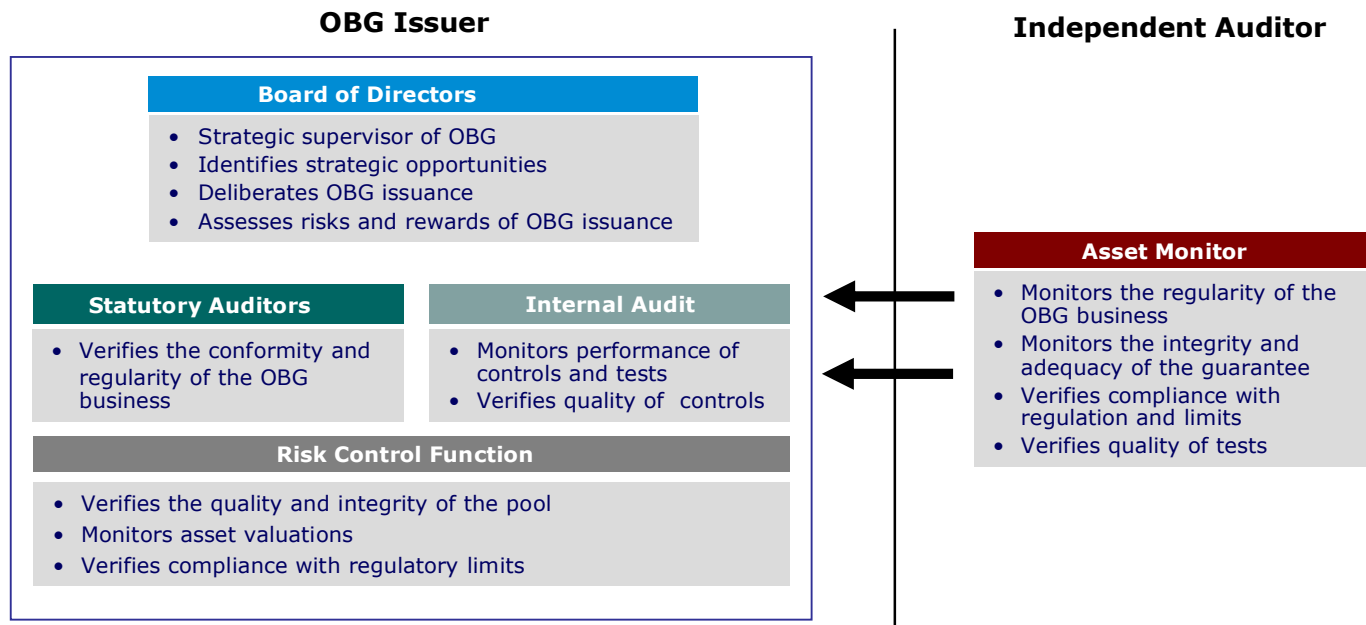 OBG Issuer
Board of Directors
• Strategic supervisor of OBG
• Identifies strategic opportunities
• Deliberates OBG issuance
• Assesses risks and rewards of OBG issuance
Statutory Auditors
• Verifies the conformity and
regularity of the OBG
business
Internal Audit
• Monitors performance of
controls and tests
• Verifies quality of controls
Risk Control Function
• Verifies the quality and integrity of the pool
• Monitors asset valuations
• Verifies compliance with regulatory limits
Independent Auditor
Asset Monitor
• Monitors the regularity of the
OBG business
• Monitors the integrity and
adequacy of the guarantee
• Verifies compliance with
regulation and limits
• Verifies quality of tests